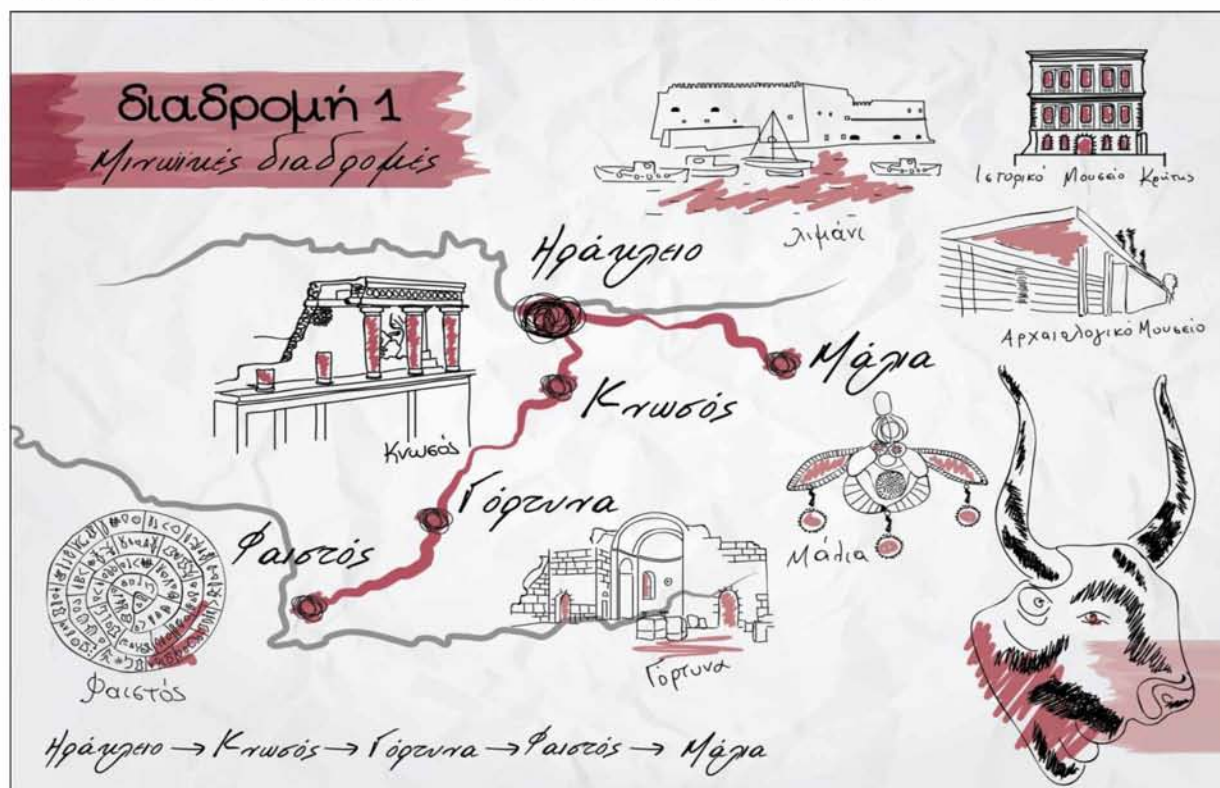 διαδρομή 1
Μινωϊκές διαδρομές
λιμάνι
Ιστορικό Μουσείο Κρήτης
Αρχαιολογικό Μουσείο
Ηράκλειο
Μάλια
Κνωσός
Κνωσός
Γόρτυνα
Φαιστός
Μάλια
Γόρτυνα
Φαιστός
Ηράκλειο → Κνωσός → Γόρτυνα → Φαιστός → Μάλια